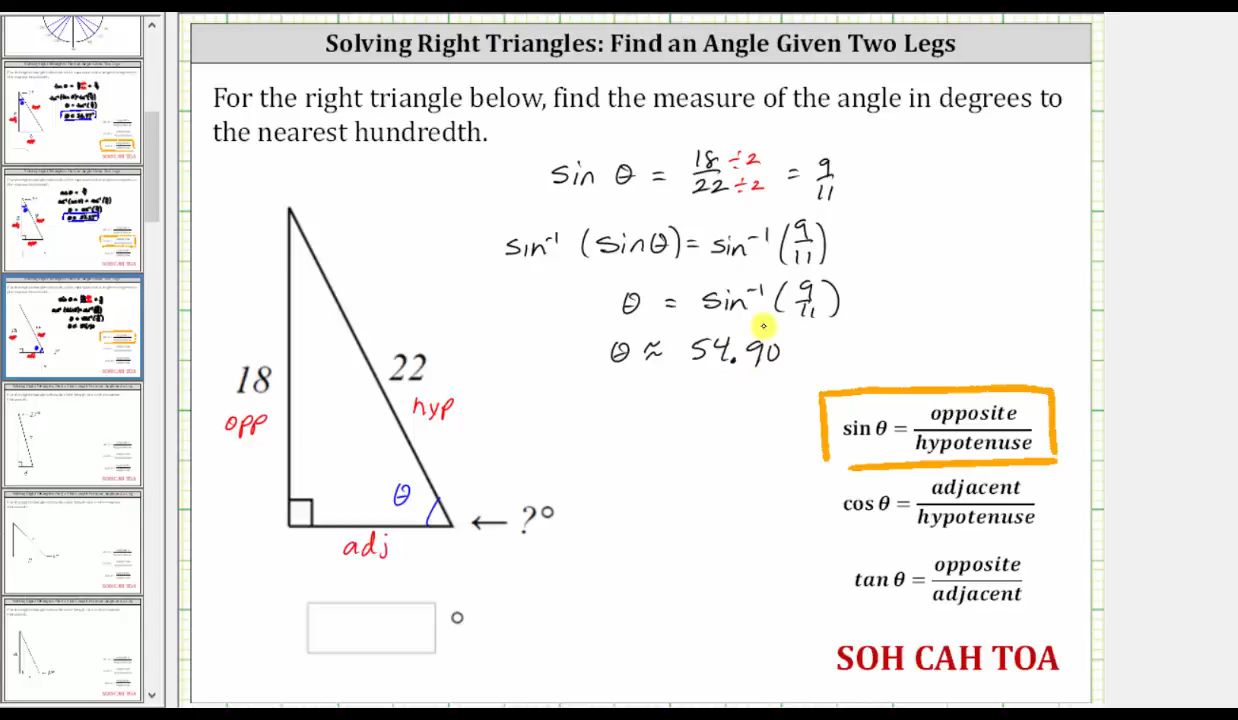 Solving Right Triangles: Find an Angle Given Two Legs
For the right triangle below, find the measure of the angle in degrees to
the nearest hundredth.
sin θ = 18 ÷2 / 22 ÷2 = 9/11
sin⁻¹ (sin θ) = sin⁻¹ (9/11)
θ = sin⁻¹ (9/11)
θ ≈ 54.90
18
opp
22
hyp
θ
← ?°
adj
°
sin θ = opposite / hypotenuse
cos θ = adjacent / hypotenuse
tan θ = opposite / adjacent
SOH CAH TOA